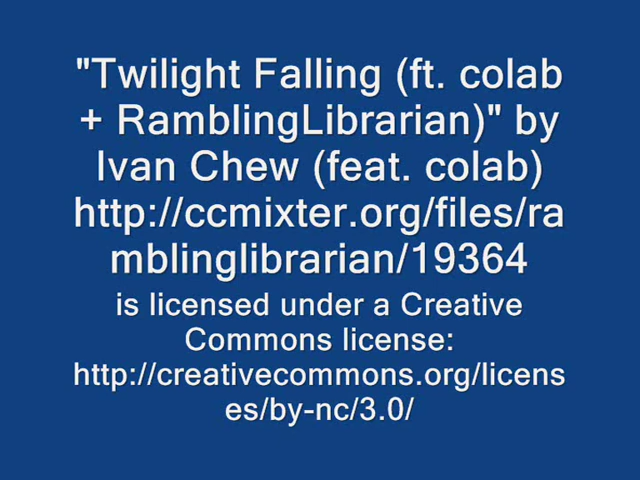 "Twilight Falling (ft. colab
+ RamblingLibrarian)" by
Ivan Chew (feat. colab)
http://ccmixter.org/files/ra
mblinglibrarian/19364
is licensed under a Creative
Commons license:
http://creativecommons.org/licens
es/by-nc/3.0/